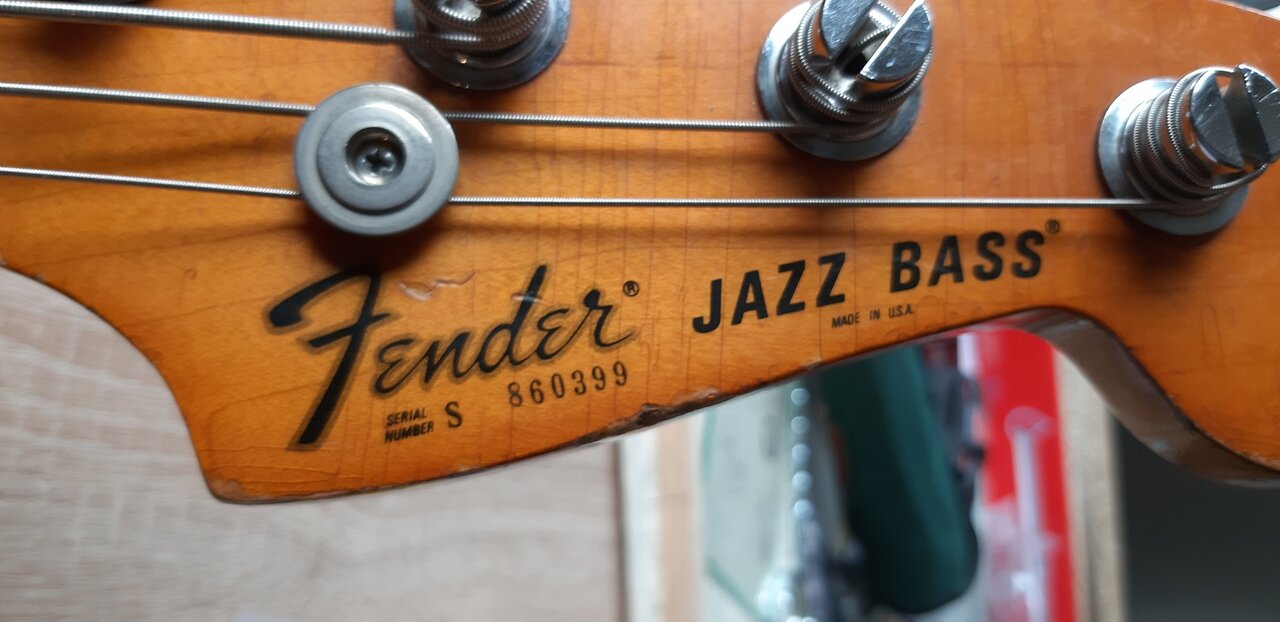 Fender® JAZZ BASS®
MADE IN U.S.A.
SERIAL NUMBER S 860399